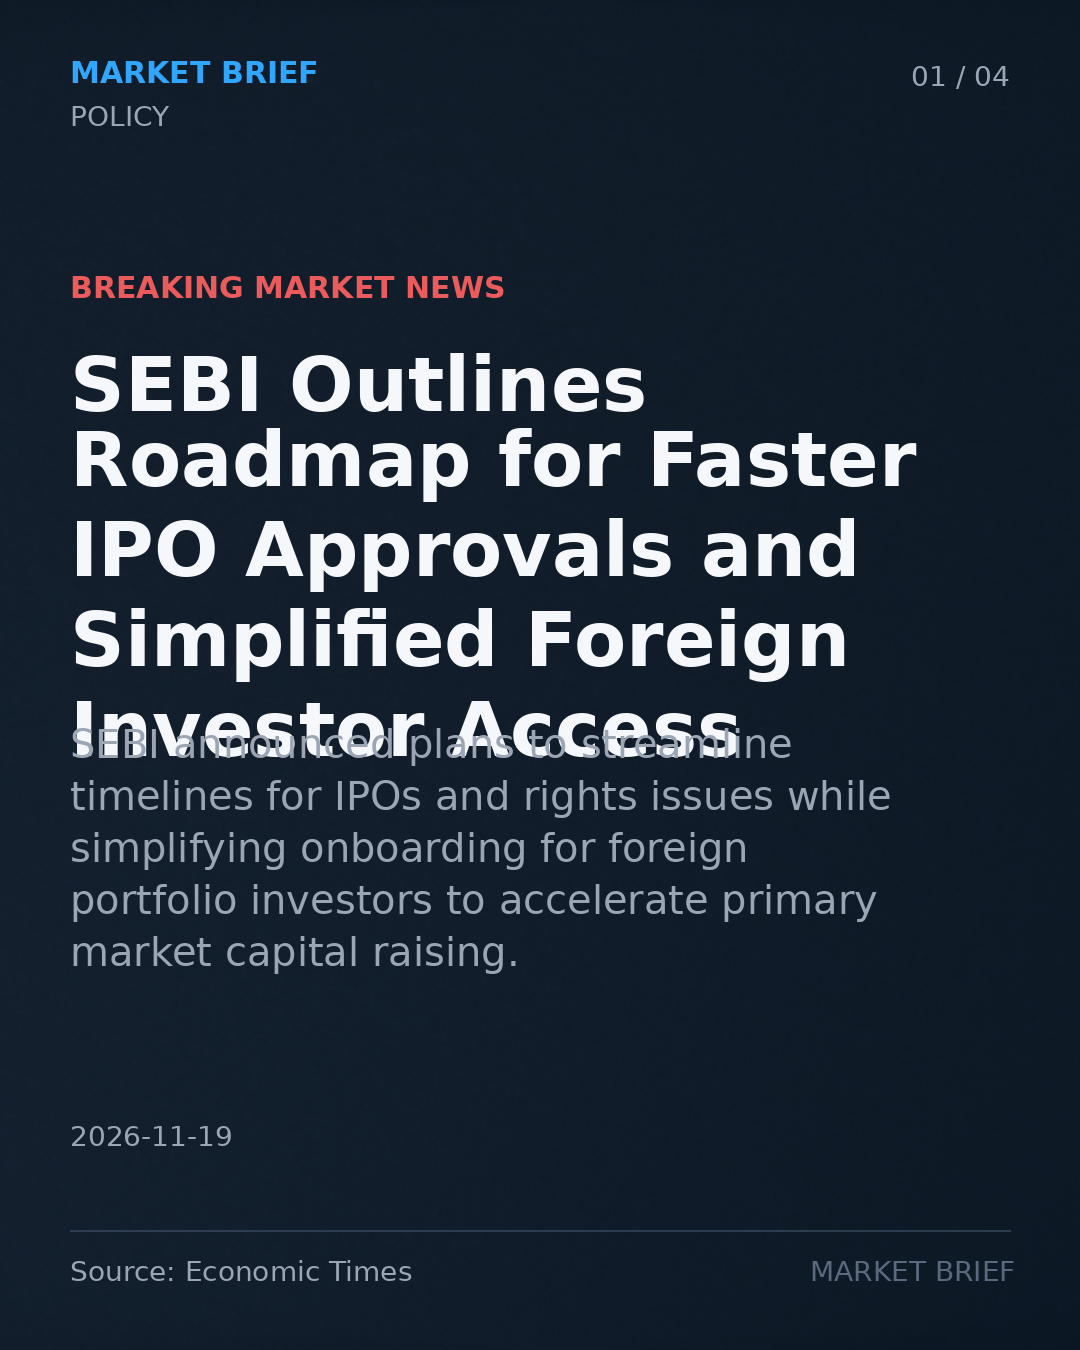 MARKET BRIEF
01 / 04
POLICY
BREAKING MARKET NEWS
SEBI Outlines
Roadmap for Faster
IPO Approvals and
Simplified Foreign
Investor Access
SEBI announced plans to streamline
timelines for IPOs and rights issues while
simplifying onboarding for foreign
portfolio investors to accelerate primary
market capital raising.
2026-11-19
Source: Economic Times
MARKET BRIEF